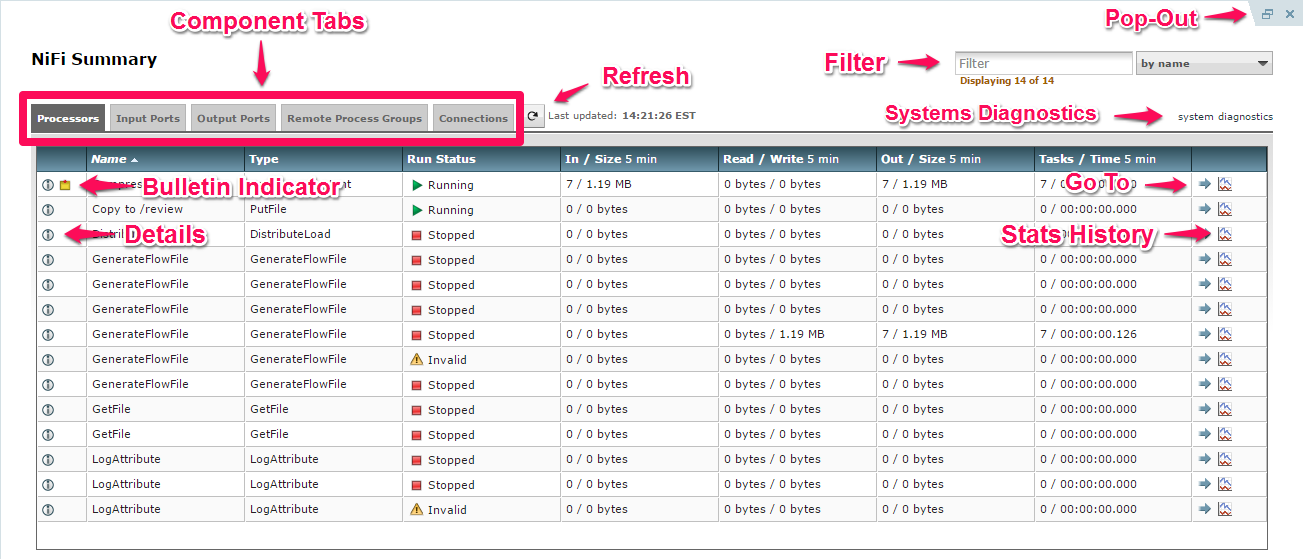 Component Tabs
Pop-Out
NiFi Summary
Filter
Filter
by name
Displaying 14 of 14
Refresh
Processors Input Ports Output Ports Remote Process Groups Connections
Last updated: 14:21:26 EST
Systems Diagnostics
system diagnostics
Name Type Run Status In / Size 5 min Read / Write 5 min Out / Size 5 min Tasks / Time 5 min
Bulletin Indicator Running 7 / 1.19 MB 0 bytes / 0 bytes 7 / 1.19 MB Go To
Copy to /review PutFile Running 0 / 0 bytes 0 bytes / 0 bytes 0 / 0 bytes 0 / 00:00:00.000
Details DistributeLoad Stopped 0 / 0 bytes 0 bytes / 0 bytes 0 / 0 bytes Stats History
GenerateFlowFile GenerateFlowFile Stopped 0 / 0 bytes 0 bytes / 0 bytes 0 / 0 bytes 0 / 00:00:00.000
GenerateFlowFile GenerateFlowFile Stopped 0 / 0 bytes 0 bytes / 0 bytes 0 / 0 bytes 0 / 00:00:00.000
GenerateFlowFile GenerateFlowFile Stopped 0 / 0 bytes 0 bytes / 0 bytes 0 / 0 bytes 0 / 00:00:00.000
GenerateFlowFile GenerateFlowFile Stopped 0 / 0 bytes 0 bytes / 1.19 MB 7 / 1.19 MB 7 / 00:00:00.126
GenerateFlowFile GenerateFlowFile Invalid 0 / 0 bytes 0 bytes / 0 bytes 0 / 0 bytes 0 / 00:00:00.000
GenerateFlowFile GenerateFlowFile Stopped 0 / 0 bytes 0 bytes / 0 bytes 0 / 0 bytes 0 / 00:00:00.000
GetFile GetFile Stopped 0 / 0 bytes 0 bytes / 0 bytes 0 / 0 bytes 0 / 00:00:00.000
GetFile GetFile Stopped 0 / 0 bytes 0 bytes / 0 bytes 0 / 0 bytes 0 / 00:00:00.000
LogAttribute LogAttribute Stopped 0 / 0 bytes 0 bytes / 0 bytes 0 / 0 bytes 0 / 00:00:00.000
LogAttribute LogAttribute Stopped 0 / 0 bytes 0 bytes / 0 bytes 0 / 0 bytes 0 / 00:00:00.000
LogAttribute LogAttribute Invalid 0 / 0 bytes 0 bytes / 0 bytes 0 / 0 bytes 0 / 00:00:00.000